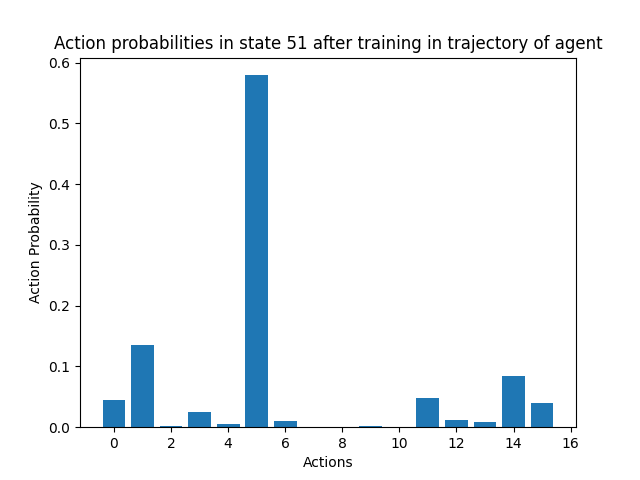 Action probabilities in state 51 after training in trajectory of agent
0.6
0.5
0.4
0.3
0.2
0.1
0.0
Action Probability
0 2 4 6 8 10 12 14 16
Actions